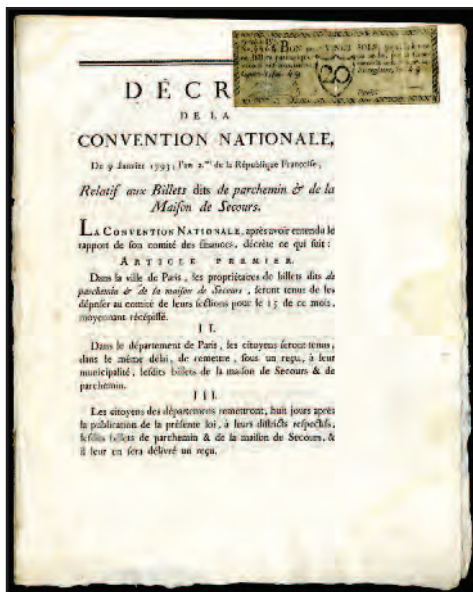 BON VINGT SOLS
20
DÉCR
DE LA
CONVENTION NATIONALE,
Du 9 Janvier 1793, l'an 2.me de la République Françoise,
Relatif aux Billets dits de parchemin & de la
Maiſon de Secours.
LA CONVENTION NATIONALE, après avoir entendu le
rapport de ſon comité des finances, décrète ce qui ſuit :
ARTICLE PREMIER.
Dans la ville de Paris, les propriétaires de billets dits de
parchemin & de la maiſon de Secours, ſeront tenus de les
dépoſer au comité de leurs ſections pour le 15 de ce mois,
moyennant récépiſſé.
II.
Dans le département de Paris, les citoyens ſeront tenus,
dans le même délai, de remettre, ſous un reçu, à leur
municipalité, leſdits billets de la maiſon de Secours & de
parchemin.
III.
Les citoyens des départemens remettront, huit jours après
la publication de la préſente loi, à leurs diſtricts reſpectifs,
leſdits billets de parchemin & de la maiſon de Secours, &
il leur en ſera délivré un reçu.